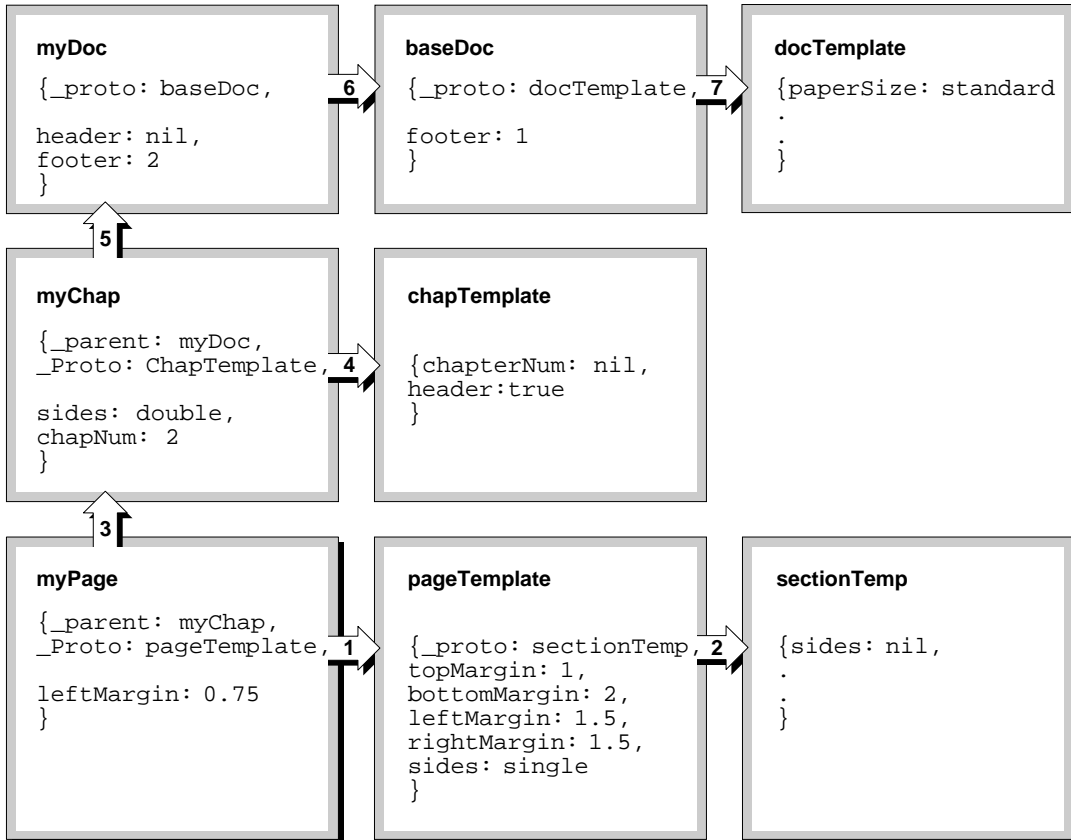 myDoc
{_proto: baseDoc,
header: nil,
footer: 2
}
6
baseDoc
{_proto: docTemplate,
footer: 1
}
7
docTemplate
{paperSize: standard
.
.
}
5
myChap
{_parent: myDoc,
_Proto: ChapTemplate,
sides: double,
chapNum: 2
}
4
chapTemplate
{chapterNum: nil,
header:true
}
3
myPage
{_parent: myChap,
_Proto: pageTemplate,
leftMargin: 0.75
}
1
pageTemplate
{_proto: sectionTemp,
topMargin: 1,
bottomMargin: 2,
leftMargin: 1.5,
rightMargin: 1.5,
sides: single
}
2
sectionTemp
{sides: nil,
.
.
}